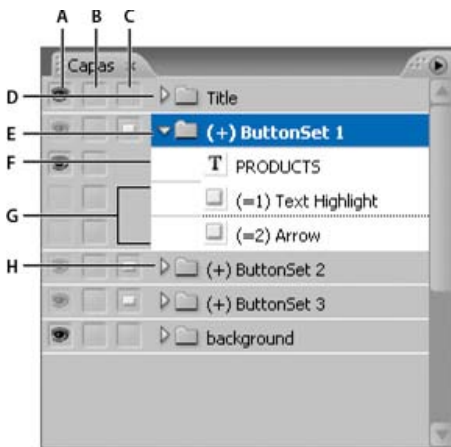 A B C
Capas x
D Title
E (+) ButtonSet 1
F T PRODUCTS
(=1) Text Highlight
G
(=2) Arrow
H (+) ButtonSet 2
(+) ButtonSet 3
background